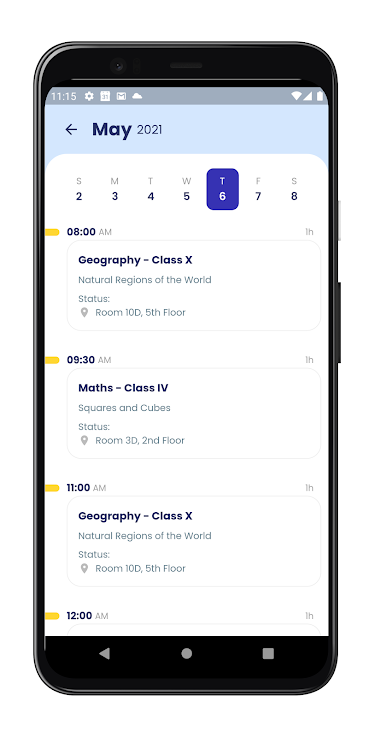 11:15 31
May 2021
S M T W T F S
2 3 4 5 6 7 8
08:00 AM 1h
Geography - Class X
Natural Regions of the World
Status:
Room 10D, 5th Floor
09:30 AM 1h
Maths - Class IV
Squares and Cubes
Status:
Room 3D, 2nd Floor
11:00 AM 1h
Geography - Class X
Natural Regions of the World
Status:
Room 10D, 5th Floor
12:00 AM 1h